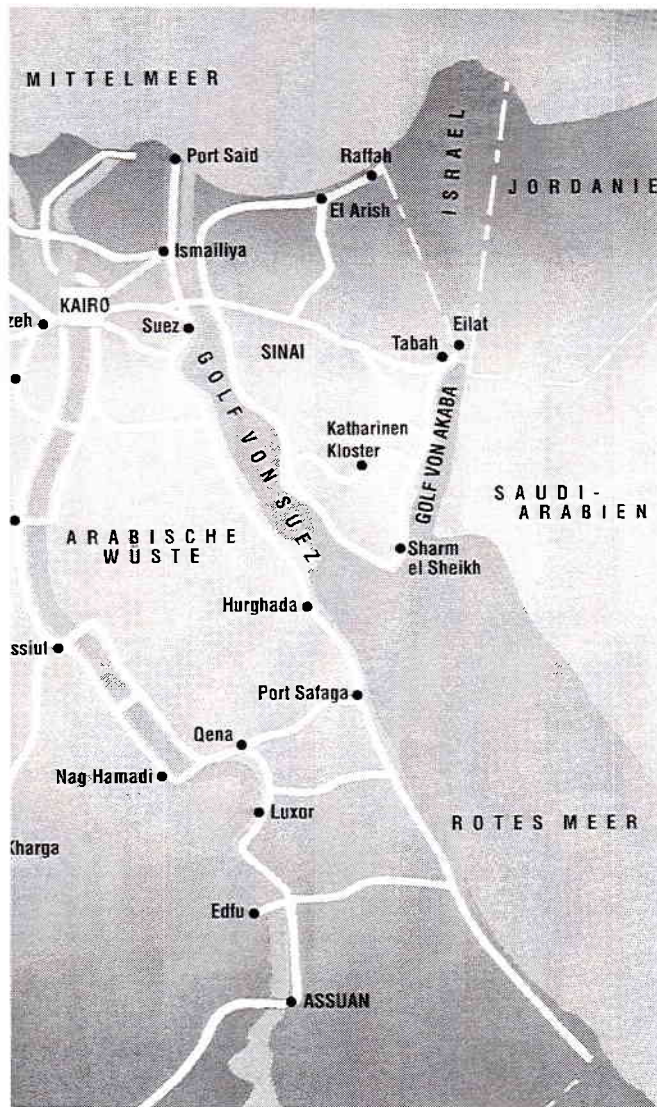 MITTELMEER
Port Said
Raffah
ISRAEL
JORDANIE
El Arish
Ismailiya
KAIRO
zeh
Suez
SINAI
Eilat
Tabah
GOLF VON SUEZ
GOLF VON AKABA
Katharinen
Kloster
SAUDI-
ARABIEN
ARABISCHE
WÜSTE
Sharm
el Sheikh
Hurghada
ssiut
Port Safaga
Qena
Nag Hamadi
Luxor
ROTES MEER
Kharga
Edfu
ASSUAN